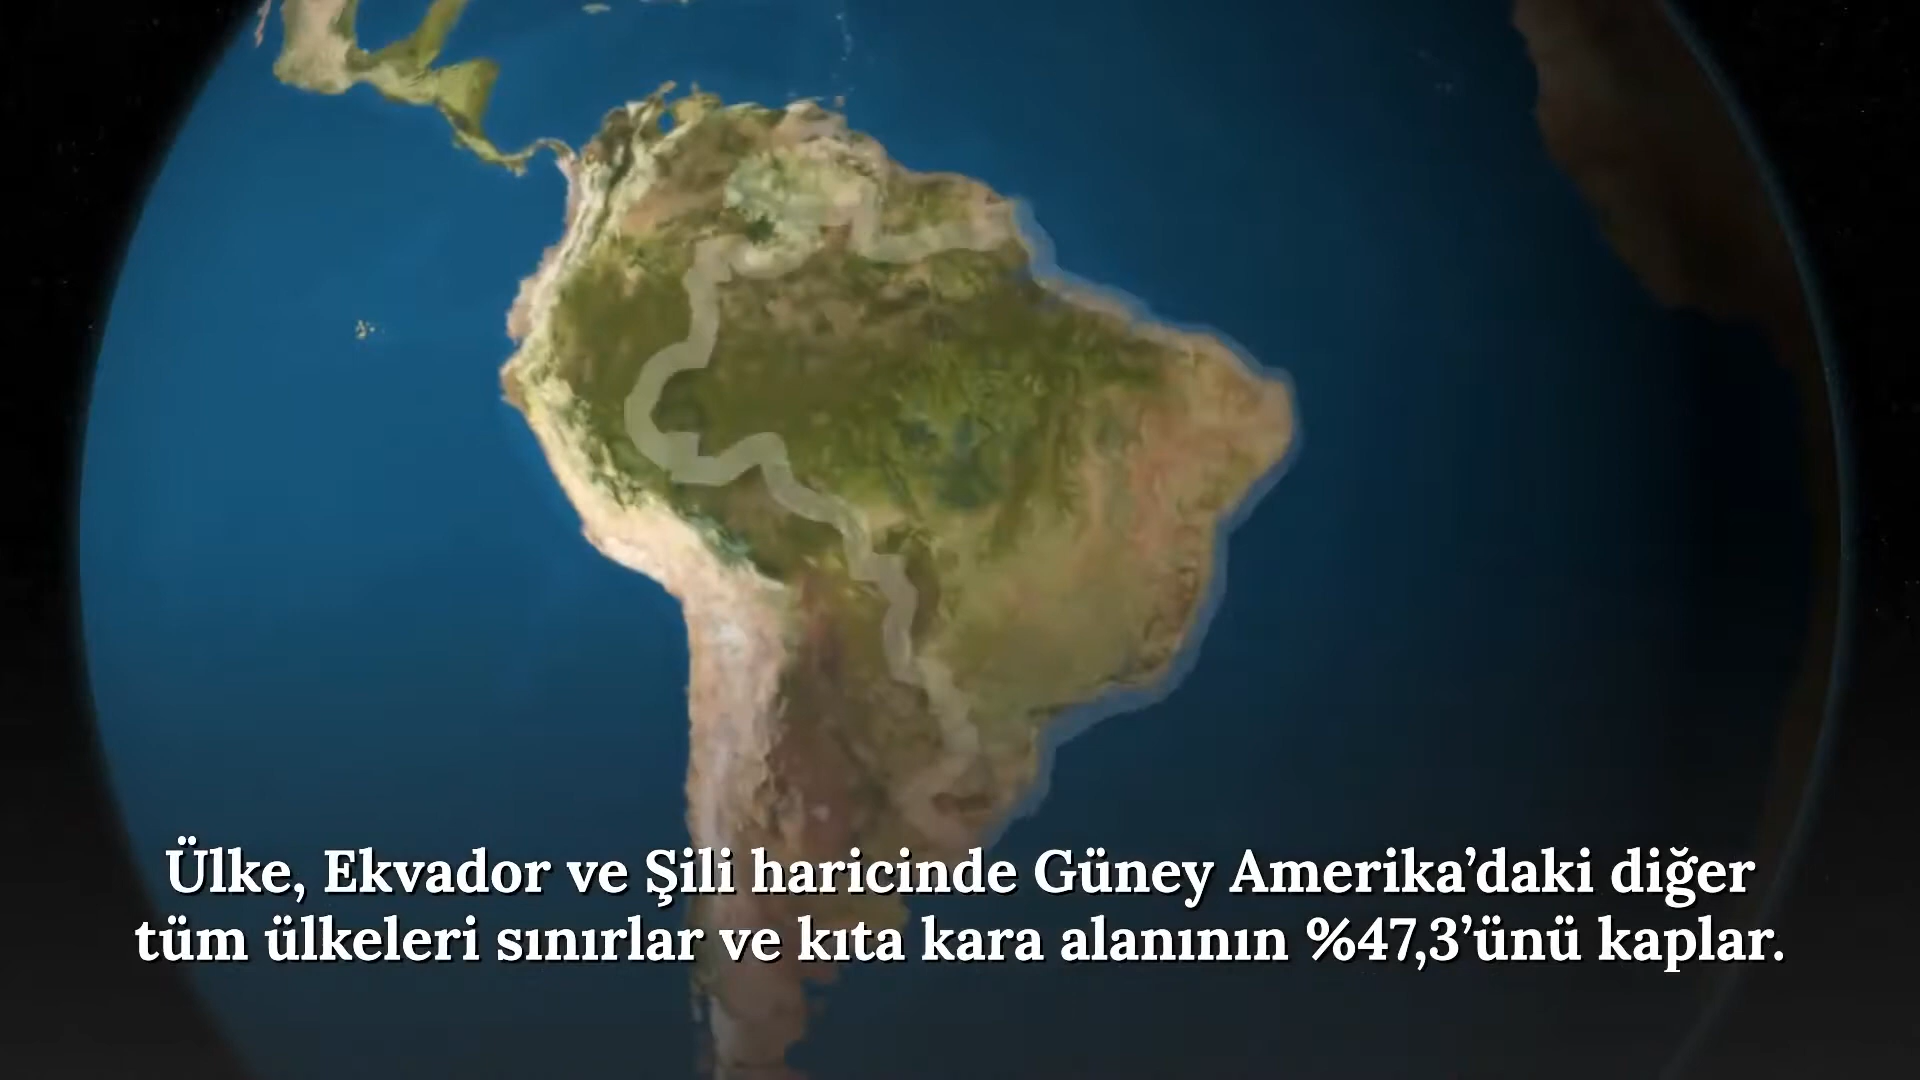 Ülke, Ekvador ve Şili haricinde Güney Amerika’daki diğer
tüm ülkeleri sınırlar ve kıta kara alanının %47,3’ünü kaplar.